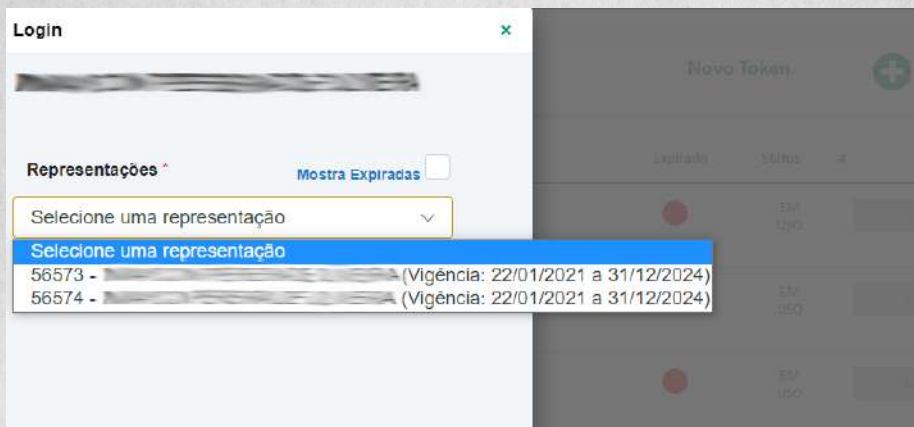 Login ×
Novo Token
Representações * Mostra Expiradas
Expirado Status #
Selecione uma representação
EM
USO
Selecione uma representação
56573 - (Vigência: 22/01/2021 a 31/12/2024)
56574 - (Vigência: 22/01/2021 a 31/12/2024)
EM
USO
EM
USO